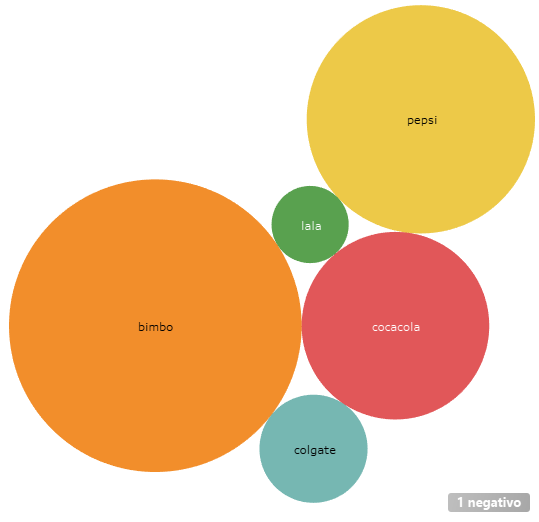 pepsi
lala
bimbo
cocacola
colgate
1 negativo